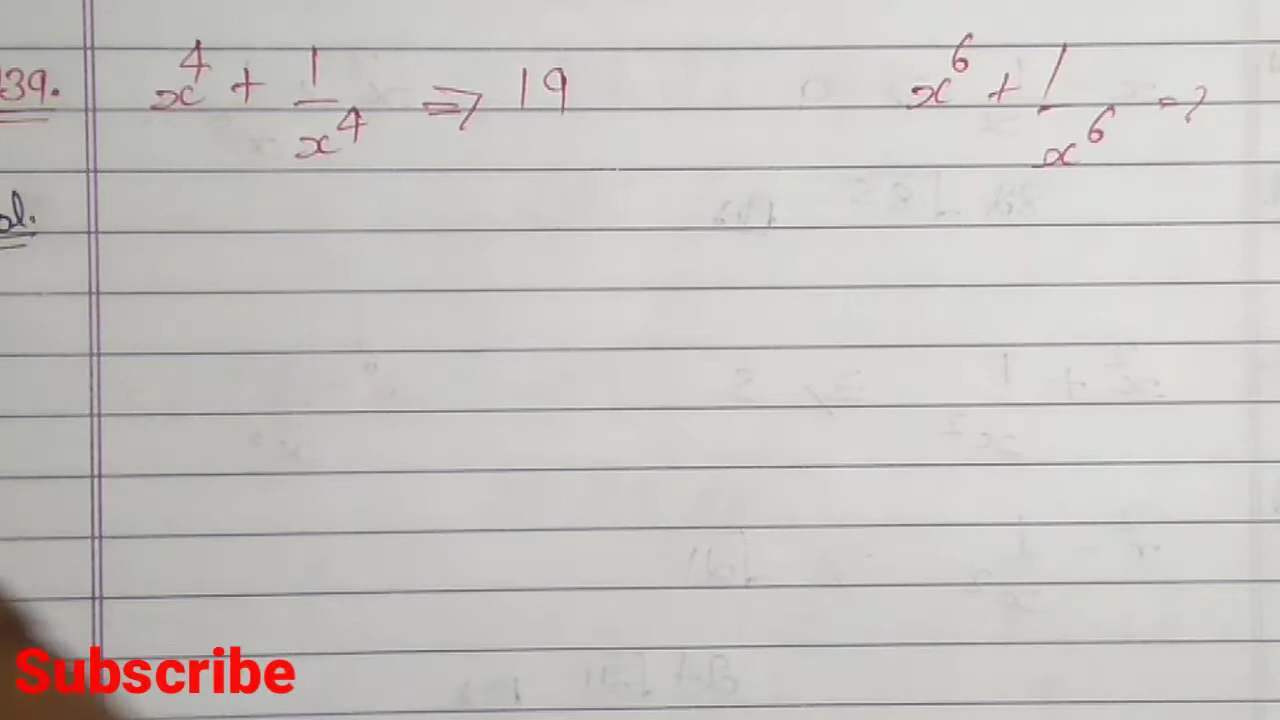 39. x⁴ + 1/x⁴ => 19 x⁶ + 1/x⁶ = ?
ol.
Subscribe